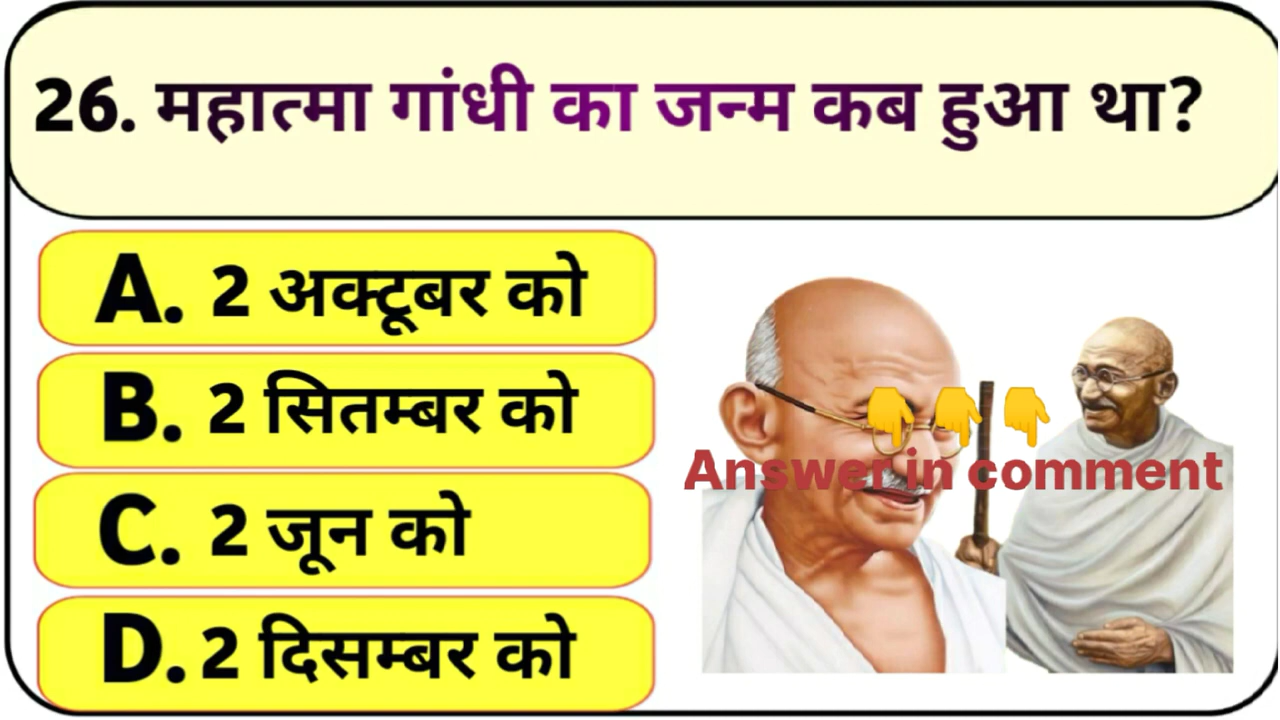 26. महात्मा गांधी का जन्म कब हुआ था?
A. 2 अक्टूबर को
B. 2 सितम्बर को
C. 2 जून को
D. 2 दिसम्बर को
👇👇👇
Answer in comment